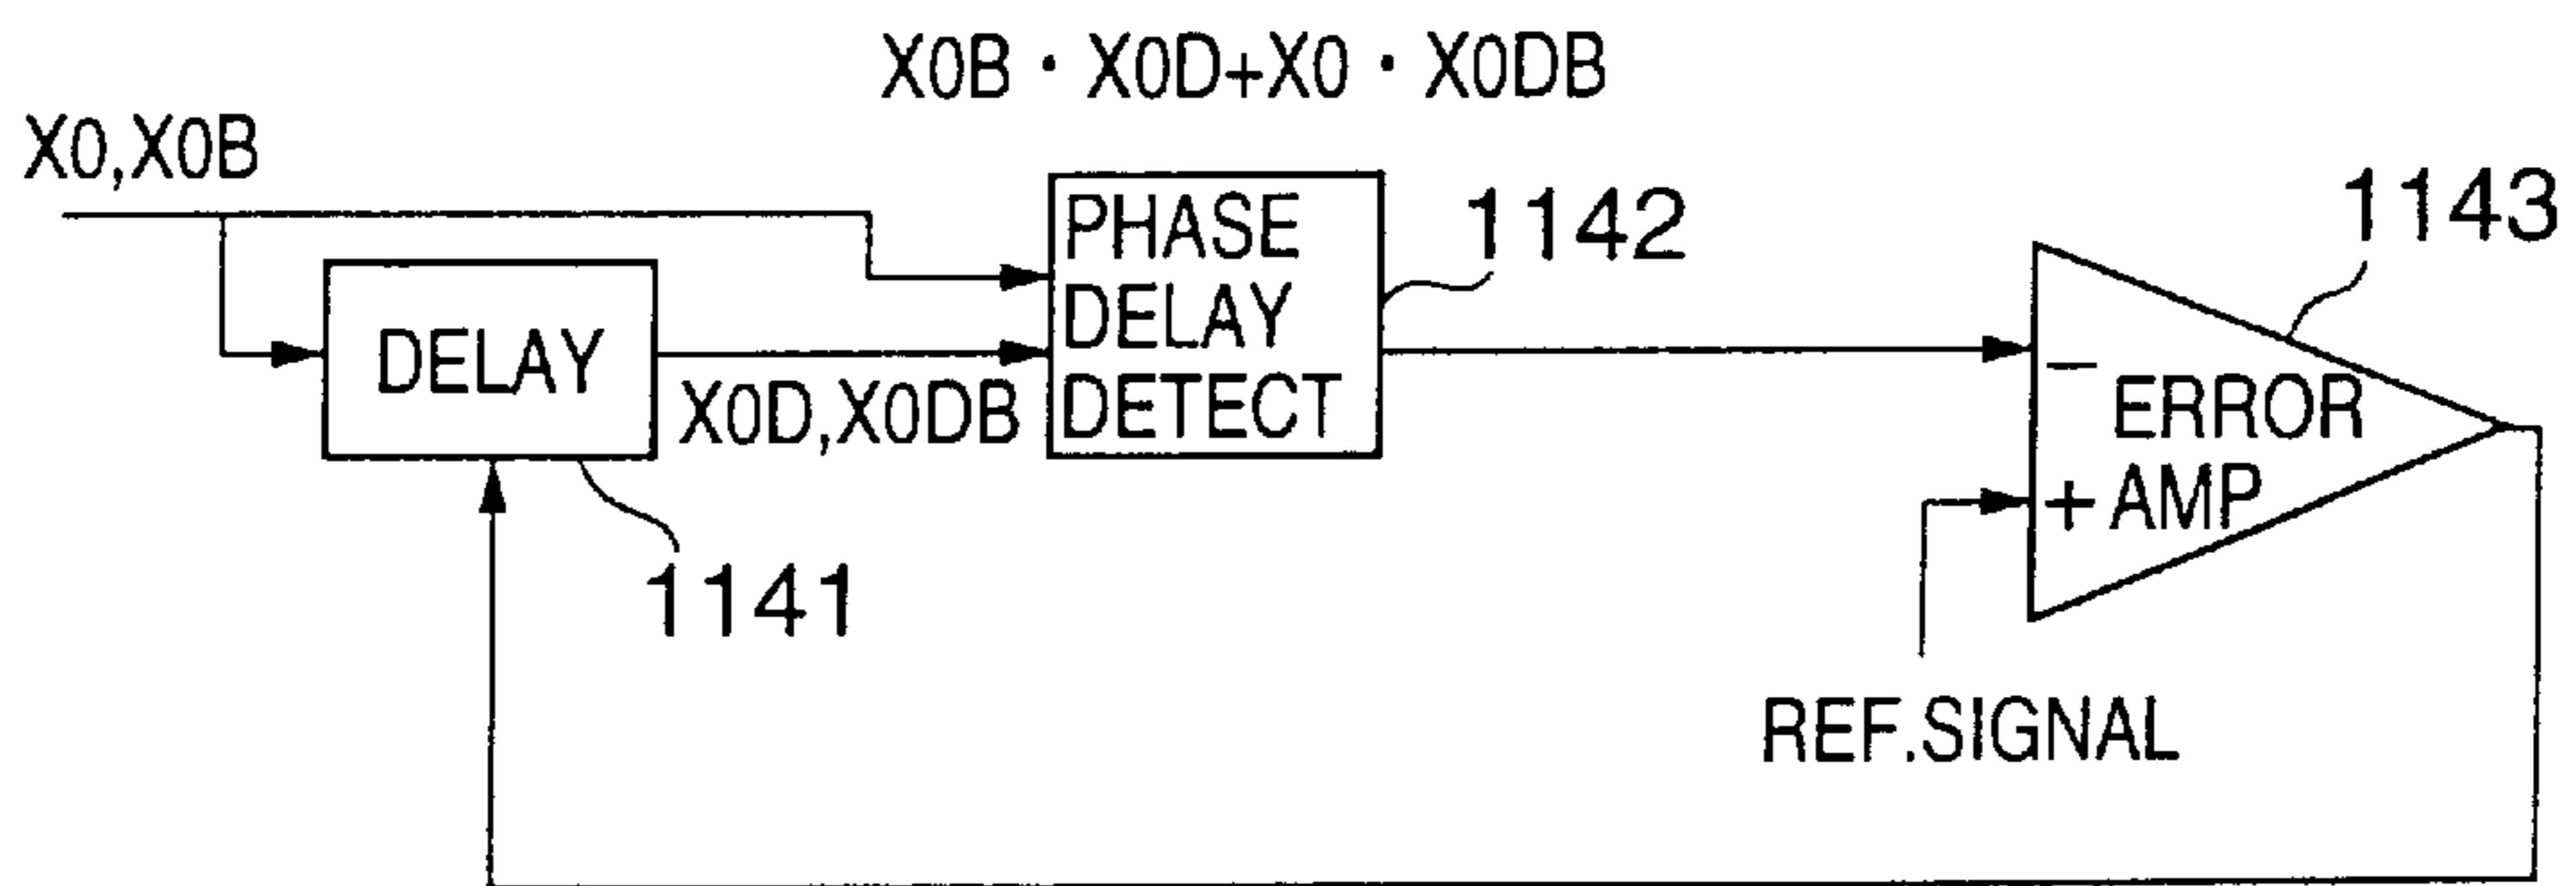 X0B · X0D+X0 · X0DB
X0,X0B
PHASE
DELAY
DETECT
1142
1143
DELAY
X0D,X0DB
1141
−
ERROR
+ AMP
REF.SIGNAL